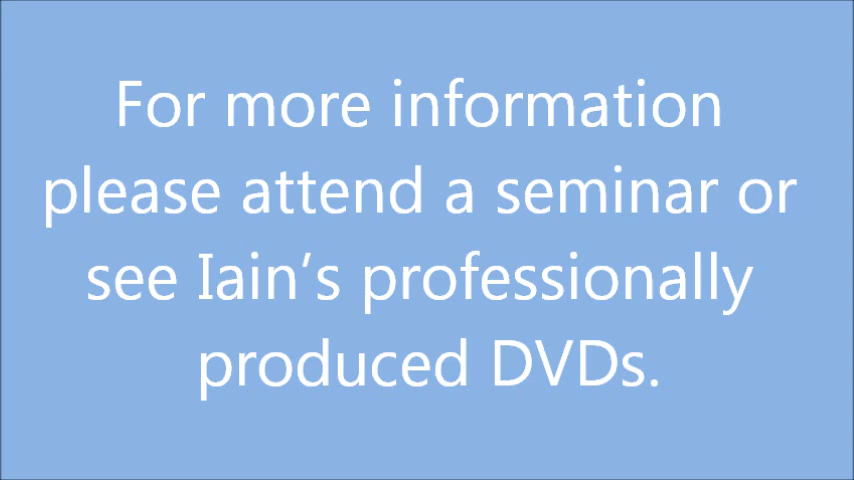 For more information
please attend a seminar or
see Iain’s professionally
produced DVDs.